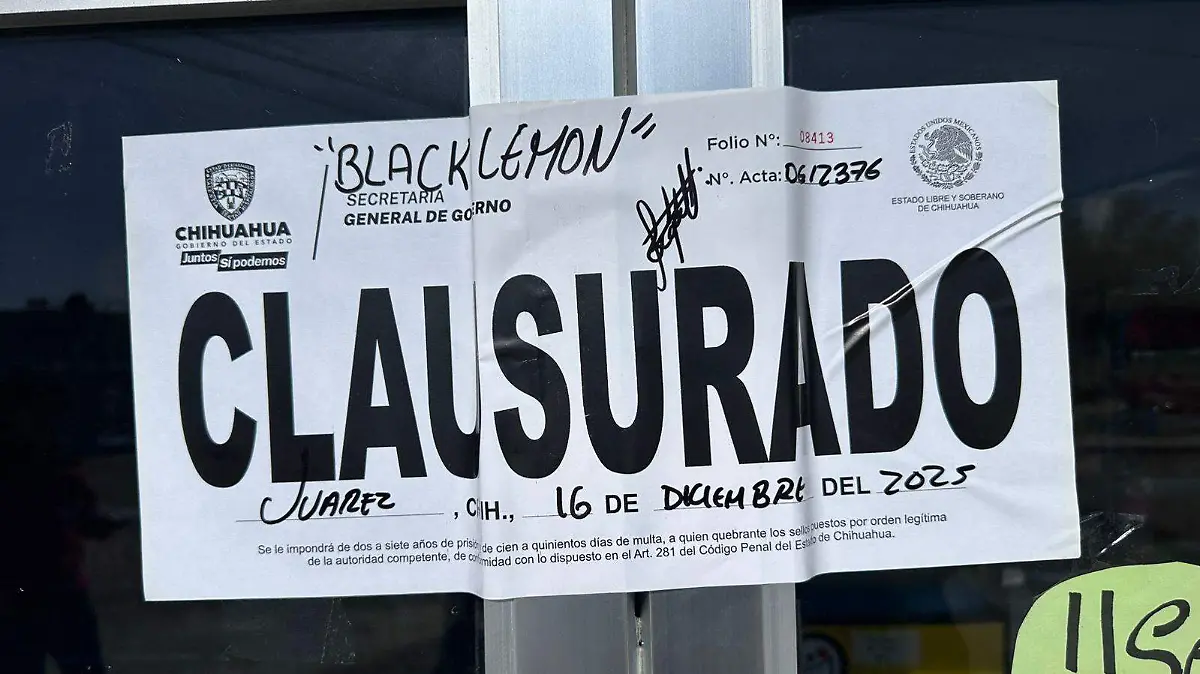 "BLACK LEMON"
Folio N°: 08413
N°. Acta: DG12376
SECRETARIA
GENERAL DE GOBIERNO
CHIHUAHUA
GOBIERNO DEL ESTADO
Juntos Sí podemos
ESTADOS UNIDOS MEXICANOS
ESTADO LIBRE Y SOBERANO
DE CHIHUAHUA
CLAUSURADO
JUAREZ, CHIH., 16 DE DICIEMBRE DEL 2025
Se le impondrá de dos a siete años de prisión de cien a quinientos días de multa, a quien quebrante los sellos puestos por orden legítima
de la autoridad competente, de conformidad con lo dispuesto en el Art. 281 del Código Penal del Estado de Chihuahua.